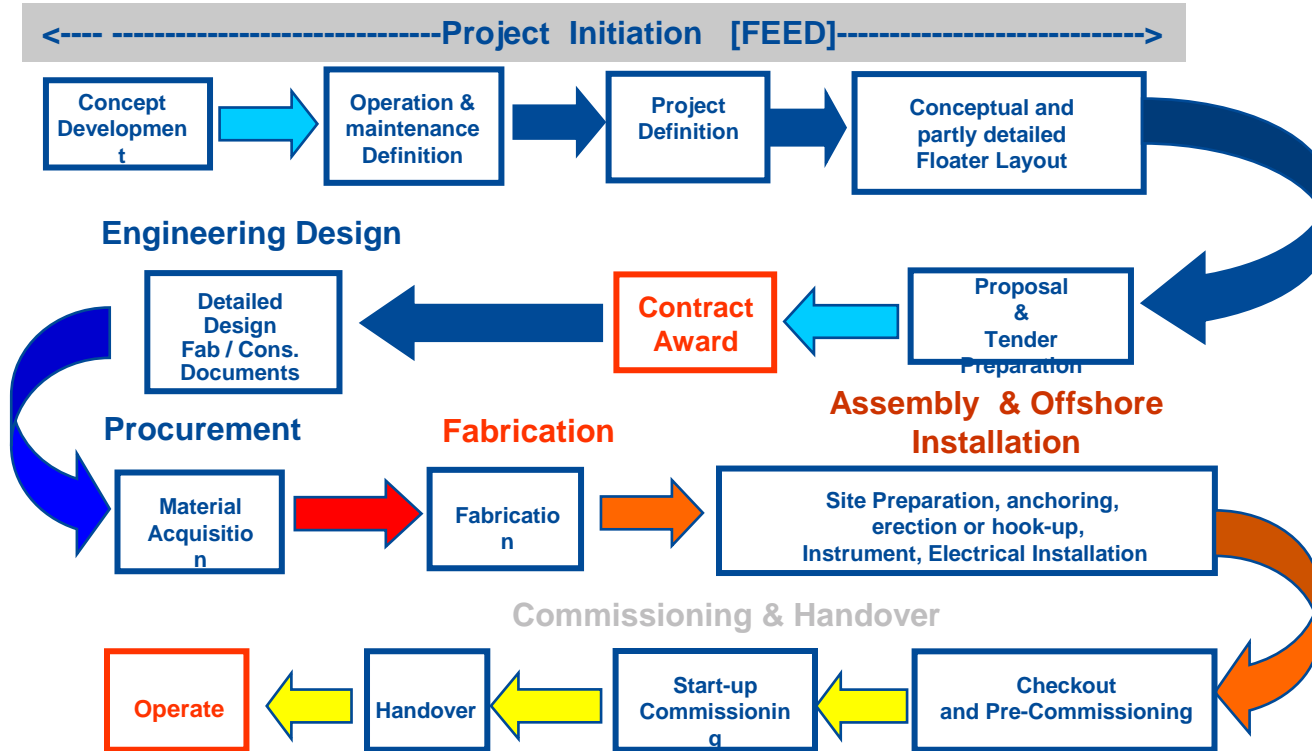 <---- -----------------------------Project Initiation [FEED]--------------------------->
Concept
Developmen
t
Operation &
maintenance
Definition
Project
Definition
Conceptual and
partly detailed
Floater Layout
Engineering Design
Detailed
Design
Fab / Cons.
Documents
Contract
Award
Proposal
&
Tender
Preparation
Procurement
Fabrication
Assembly & Offshore
Installation
Material
Acquisitio
n
Fabricatio
n
Site Preparation, anchoring,
erection or hook-up,
Instrument, Electrical Installation
Commissioning & Handover
Operate
Handover
Start-up
Commissionin
g
Checkout
and Pre-Commissioning